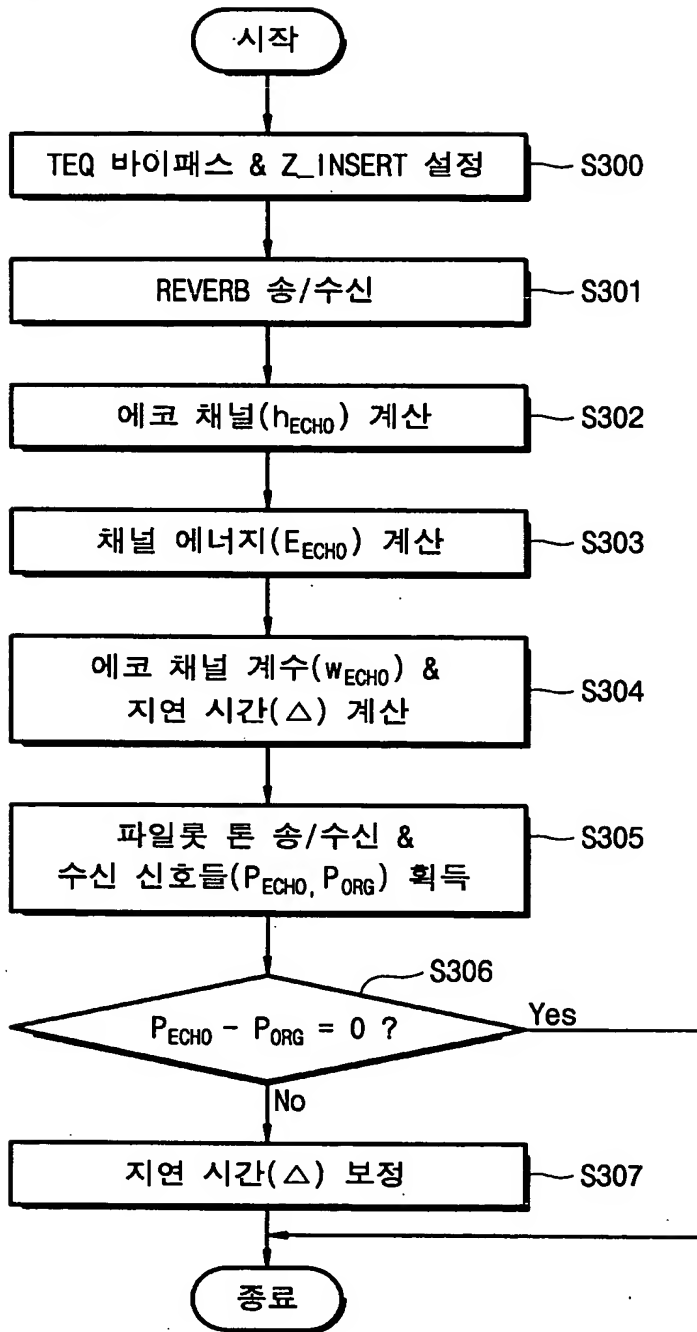 시작
TEQ 바이패스 & Z_INSERT 설정
S300
REVERB 송/수신
S301
에코 채널(hECHO) 계산
S302
채널 에너지(EECHO) 계산
S303
에코 채널 계수(wECHO) &
지연 시간(△) 계산
S304
파일롯 톤 송/수신 &
수신 신호들(PECHO, PORG) 획득
S305
S306
PECHO - PORG = 0 ?
Yes
No
지연 시간(△) 보정
S307
종료